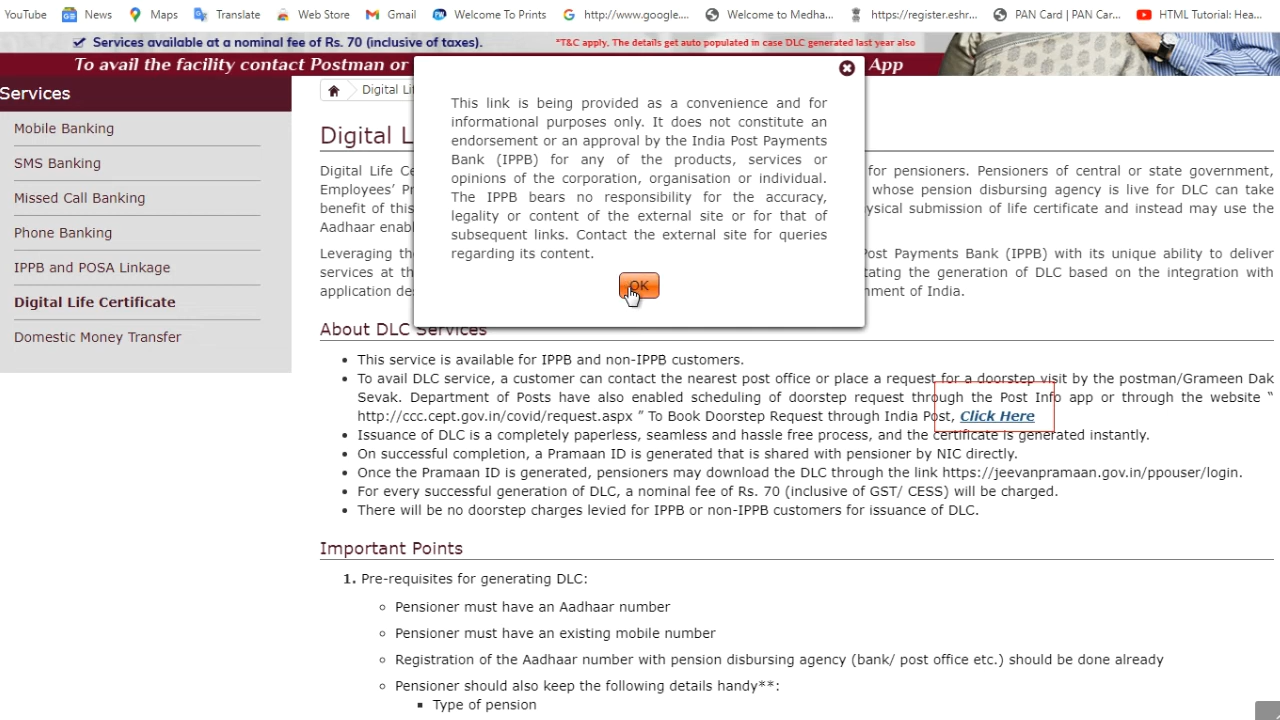 YouTube News Maps Translate Web Store Gmail Welcome To Prints http://www.google.... Welcome to Medha... https://register.eshr... PAN Card | PAN Car... HTML Tutorial: Hea...
Services available at a nominal fee of Rs. 70 (inclusive of taxes). *T&C apply. The details get auto populated in case DLC generated last year also
To avail the facility contact Postman or App
Services
Mobile Banking
SMS Banking
Missed Call Banking
Phone Banking
IPPB and POSA Linkage
Digital Life Certificate
Domestic Money Transfer
This link is being provided as a convenience and for
informational purposes only. It does not constitute an
endorsement or an approval by the India Post Payments
Bank (IPPB) for any of the products, services or
opinions of the corporation, organisation or individual.
The IPPB bears no responsibility for the accuracy,
legality or content of the external site or for that of
subsequent links. Contact the external site for queries
regarding its content.
OK
Digital Li
Digital L
Digital Life Ce for pensioners. Pensioners of central or state government,
Employees' Pr whose pension disbursing agency is live for DLC can take
benefit of this ysical submission of life certificate and instead may use the
Aadhaar enab
Leveraging th ost Payments Bank (IPPB) with its unique ability to deliver
services at th tating the generation of DLC based on the integration with
application de nment of India.
About DLC Services
• This service is available for IPPB and non-IPPB customers.
• To avail DLC service, a customer can contact the nearest post office or place a request for a doorstep visit by the postman/Grameen Dak
Sevak. Department of Posts have also enabled scheduling of doorstep request through the Post Info app or through the website "
http://ccc.cept.gov.in/covid/request.aspx " To Book Doorstep Request through India Post, Click Here
• Issuance of DLC is a completely paperless, seamless and hassle free process, and the certificate is generated instantly.
• On successful completion, a Pramaan ID is generated that is shared with pensioner by NIC directly.
• Once the Pramaan ID is generated, pensioners may download the DLC through the link https://jeevanpramaan.gov.in/ppouser/login.
• For every successful generation of DLC, a nominal fee of Rs. 70 (inclusive of GST/ CESS) will be charged.
• There will be no doorstep charges levied for IPPB or non-IPPB customers for issuance of DLC.
Important Points
1. Pre-requisites for generating DLC:
◦ Pensioner must have an Aadhaar number
◦ Pensioner must have an existing mobile number
◦ Registration of the Aadhaar number with pension disbursing agency (bank/ post office etc.) should be done already
◦ Pensioner should also keep the following details handy**:
▪ Type of pension